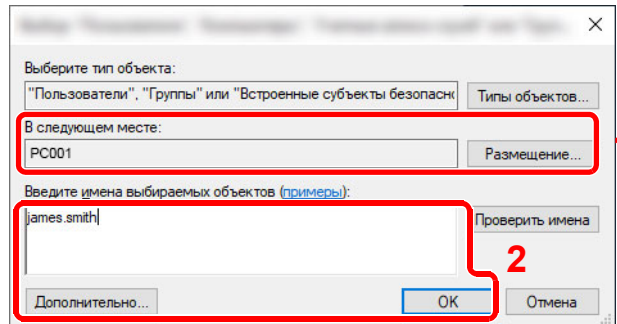 Выберите тип объекта:
"Пользователи", "Группы" или "Встроенные субъекты безопасно
Типы объектов...
В следующем месте:
PC001
Размещение...
Введите имена выбираемых объектов (примеры):
james.smith
Проверить имена
2
Дополнительно...
OK
Отмена